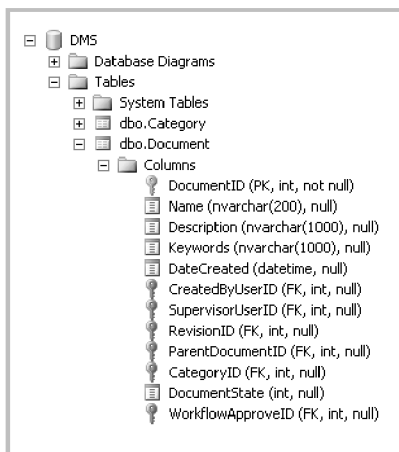 DMS
Database Diagrams
Tables
System Tables
dbo.Category
dbo.Document
Columns
DocumentID (PK, int, not null)
Name (nvarchar(200), null)
Description (nvarchar(1000), null)
Keywords (nvarchar(1000), null)
DateCreated (datetime, null)
CreatedByUserID (FK, int, null)
SupervisorUserID (FK, int, null)
RevisionID (FK, int, null)
ParentDocumentID (FK, int, null)
CategoryID (FK, int, null)
DocumentState (int, null)
WorkflowApproveID (FK, int, null)